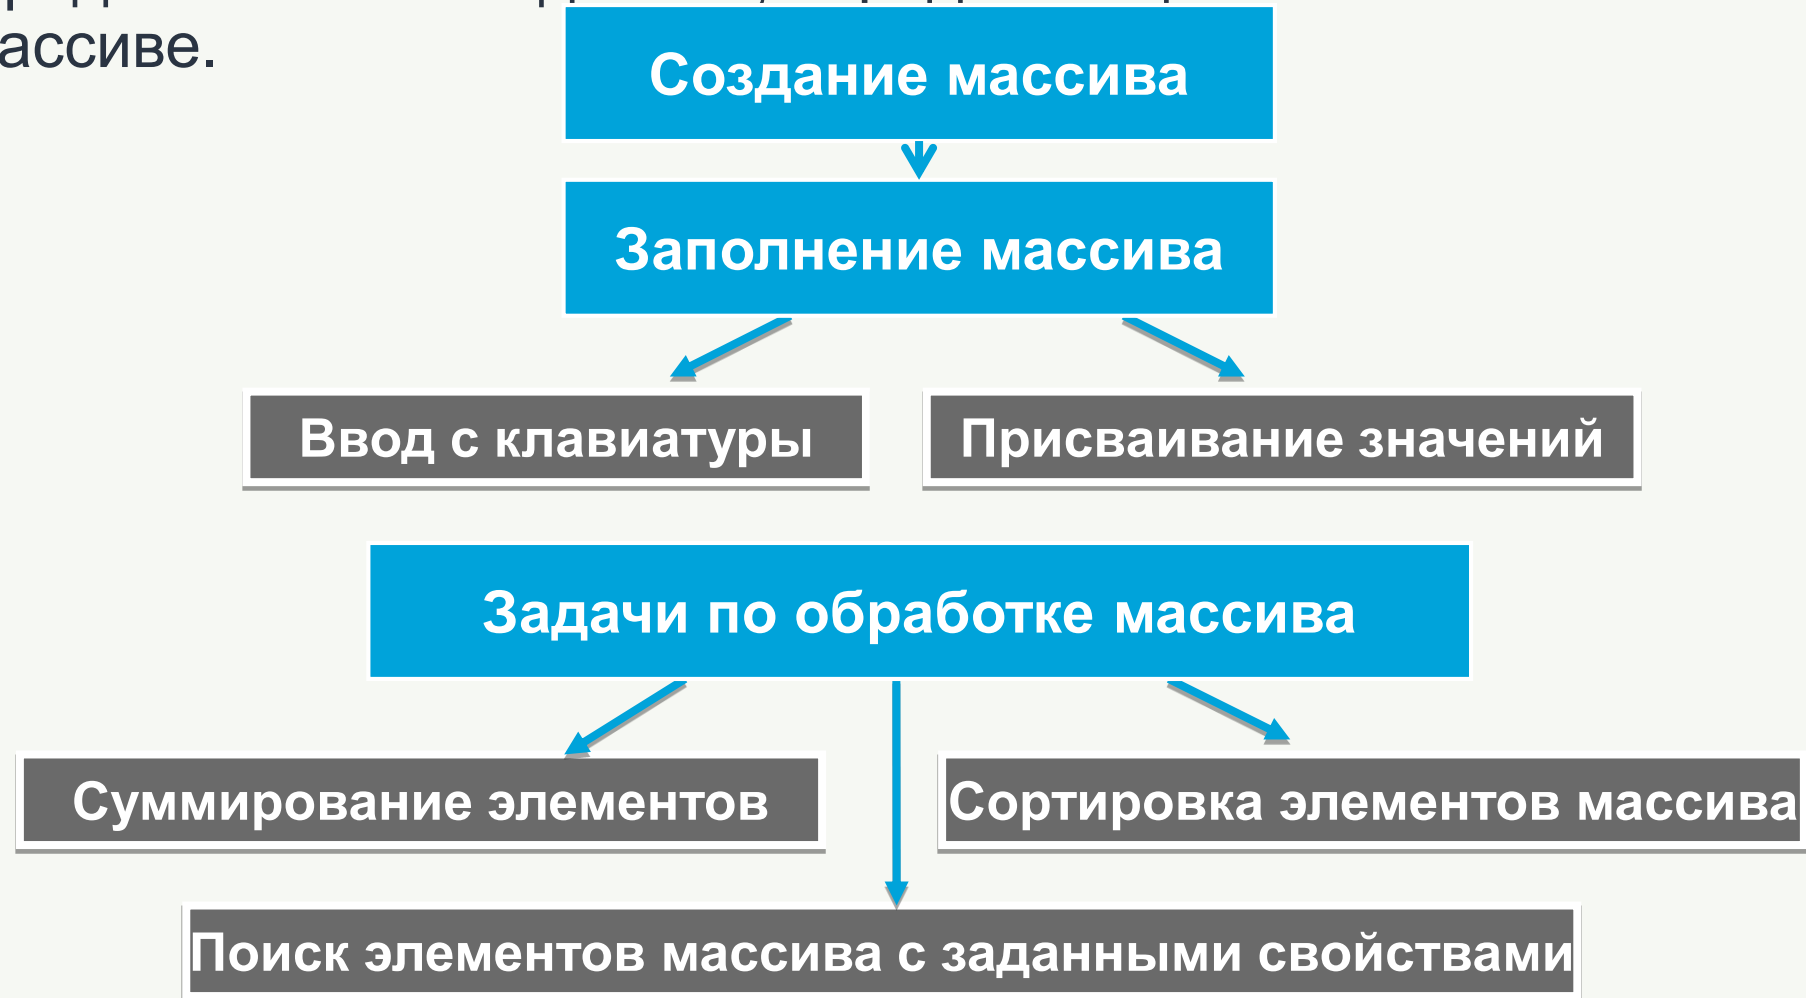 массиве.
Создание массива
Заполнение массива
Ввод с клавиатуры
Присваивание значений
Задачи по обработке массива
Суммирование элементов
Сортировка элементов массива
Поиск элементов массива с заданными свойствами